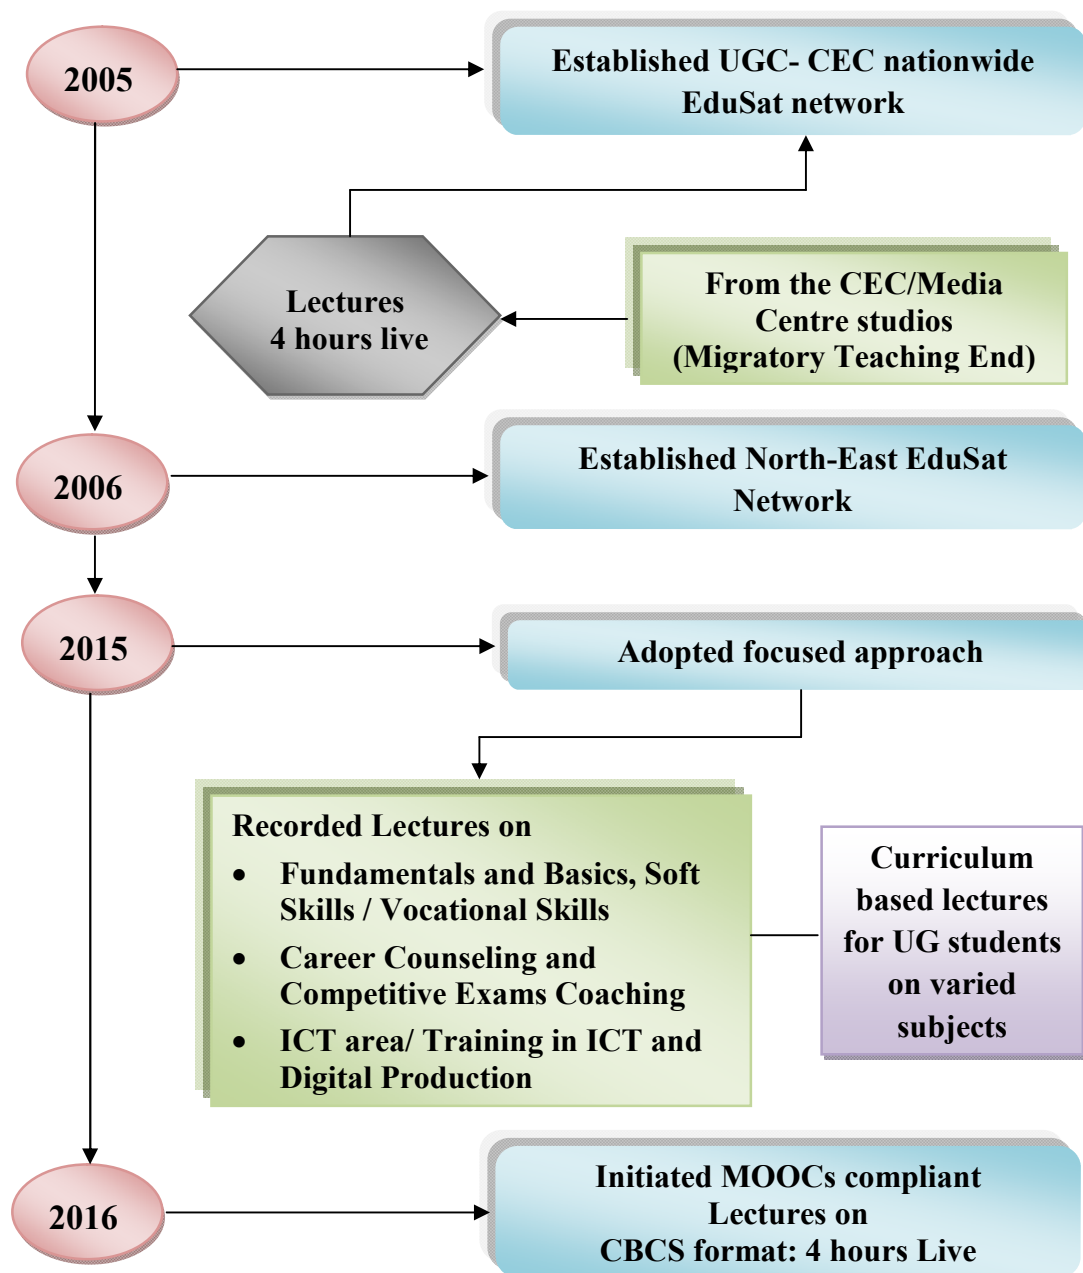 2005
Established UGC- CEC nationwide
EduSat network
Lectures
4 hours live
From the CEC/Media
Centre studios
(Migratory Teaching End)
2006
Established North-East EduSat
Network
2015
Adopted focused approach
Recorded Lectures on
• Fundamentals and Basics, Soft
Skills / Vocational Skills
• Career Counseling and
Competitive Exams Coaching
• ICT area/ Training in ICT and
Digital Production
Curriculum
based lectures
for UG students
on varied
subjects
2016
Initiated MOOCs compliant
Lectures on
CBCS format: 4 hours Live